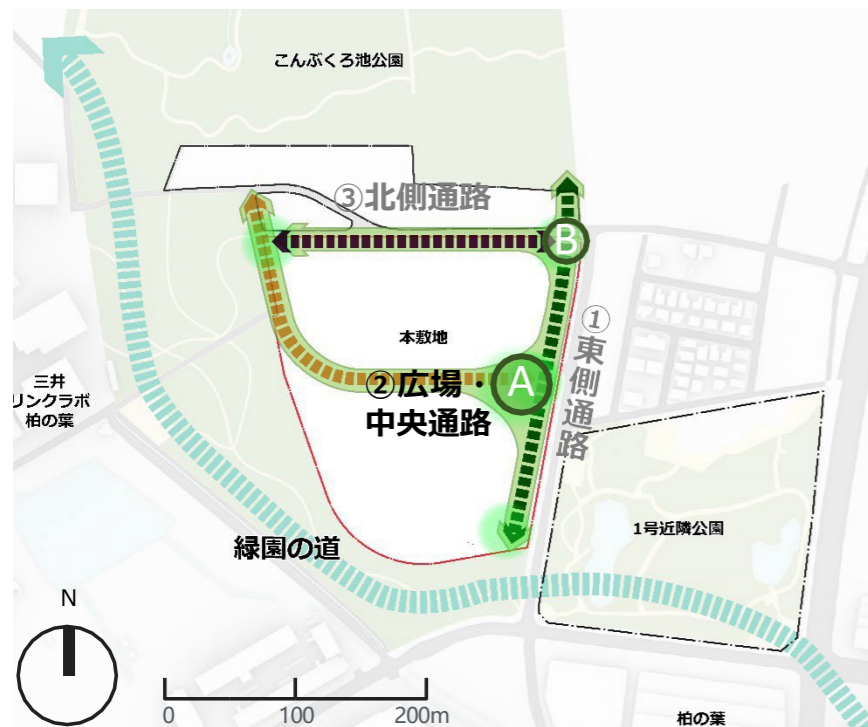 こんぶくろ池公園
③北側通路
B
①東側通路
本敷地
A
②広場・
中央通路
三井
リンクラボ
柏の葉
1号近隣公園
緑園の道
N
0 100 200m
柏の葉